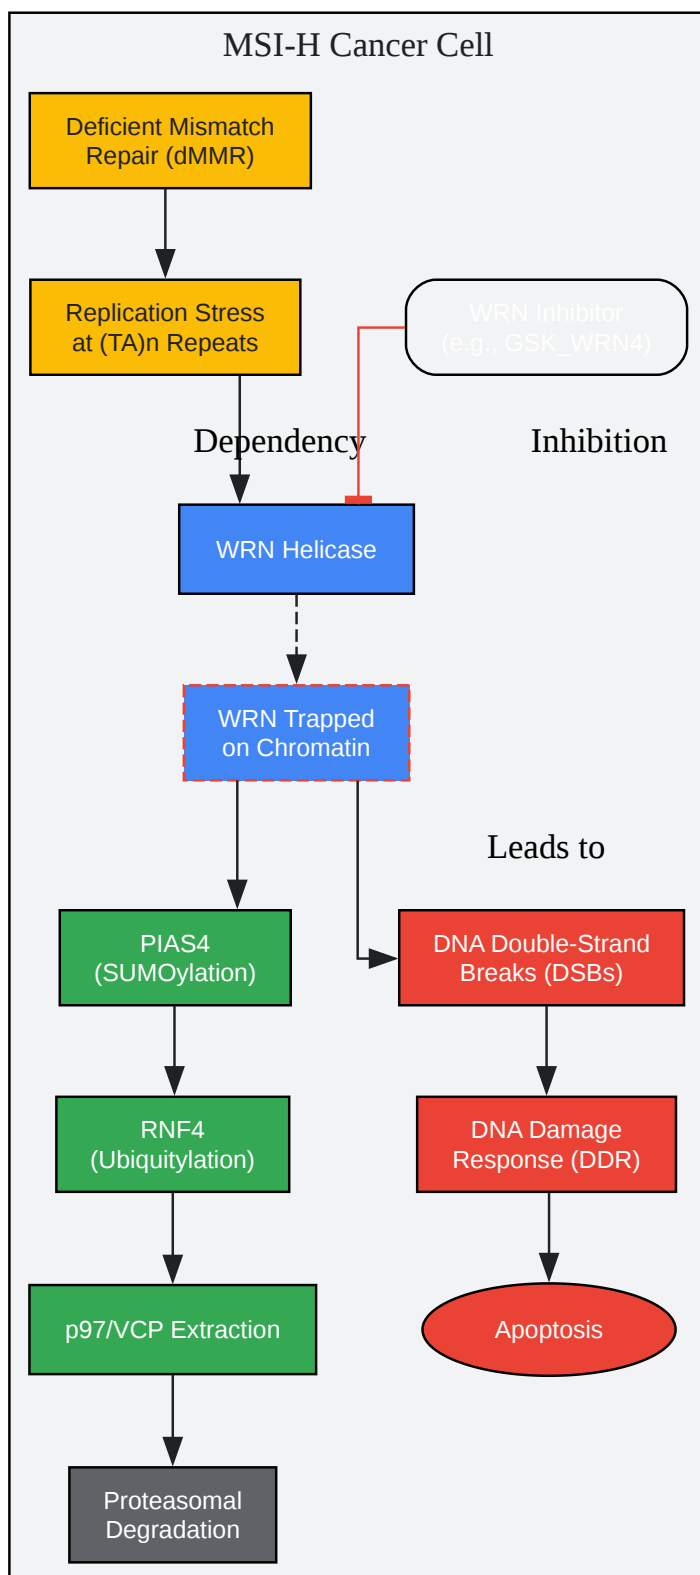 MSI-H Cancer Cell
Deficient Mismatch
Repair (dMMR)
Replication Stress
at (TA)n Repeats
WRN Inhibitor
(e.g., GSK_WRN4)
Dependency
Inhibition
WRN Helicase
WRN Trapped
on Chromatin
Leads to
PIAS4
(SUMOylation)
DNA Double-Strand
Breaks (DSBs)
RNF4
(Ubiquitylation)
DNA Damage
Response (DDR)
p97/VCP Extraction
Apoptosis
Proteasomal
Degradation